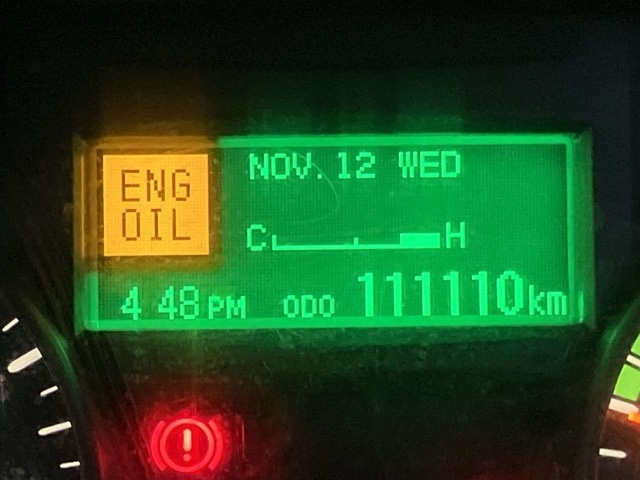 ENG
OIL
NOV. 12 WED
C H
4 48 PM ODO 111110 km